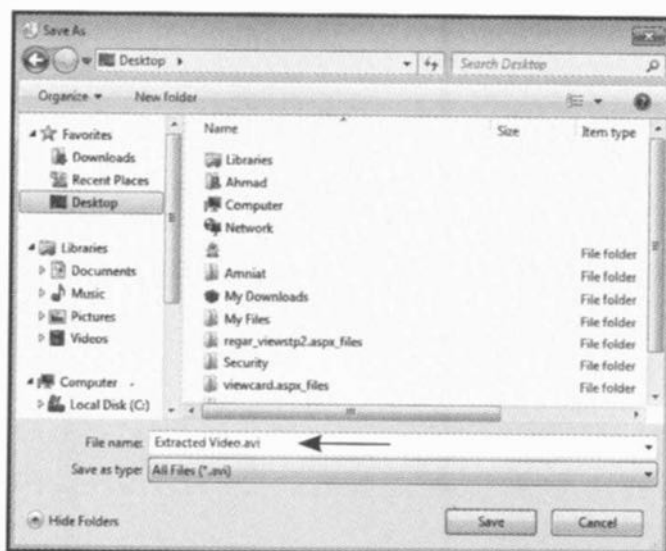 Save As
Desktop
Search Desktop
Organize
New folder
Favorites
Downloads
Recent Places
Desktop
Libraries
Documents
Music
Pictures
Videos
Computer
Local Disk (C:)
Name
Size
Item type
Libraries
Ahmad
Computer
Network
File folder
Amniat
File folder
My Downloads
File folder
My Files
File folder
regar_viewstp2.aspx_files
File folder
Security
File folder
viewcard.aspx_files
File folder
File name: Extracted Video.avi
Save as type: All Files (*.avi)
Hide Folders
Save
Cancel